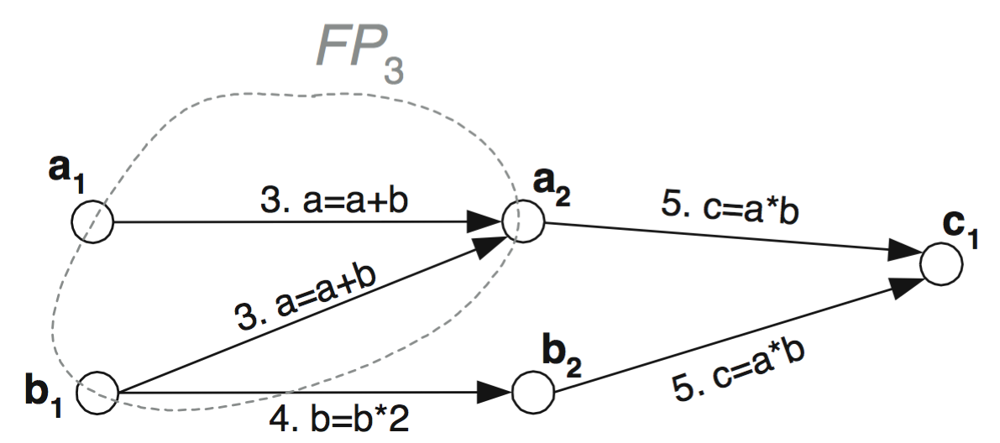 FP3
a1
3. a=a+b
a2
5. c=a*b
c1
3. a=a+b
b1
4. b=b*2
b2
5. c=a*b